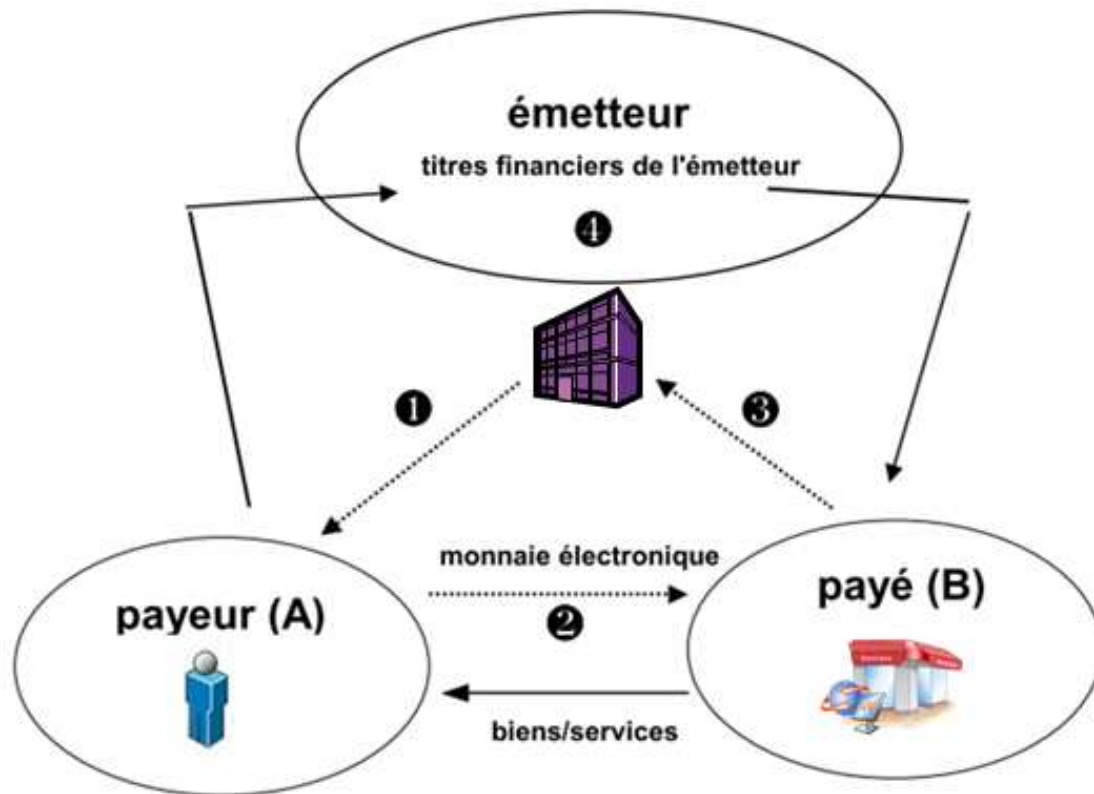 émetteur
titres financiers de l'émetteur
❹
❶
❸
monnaie électronique
❷
payeur (A)
payé (B)
biens/services